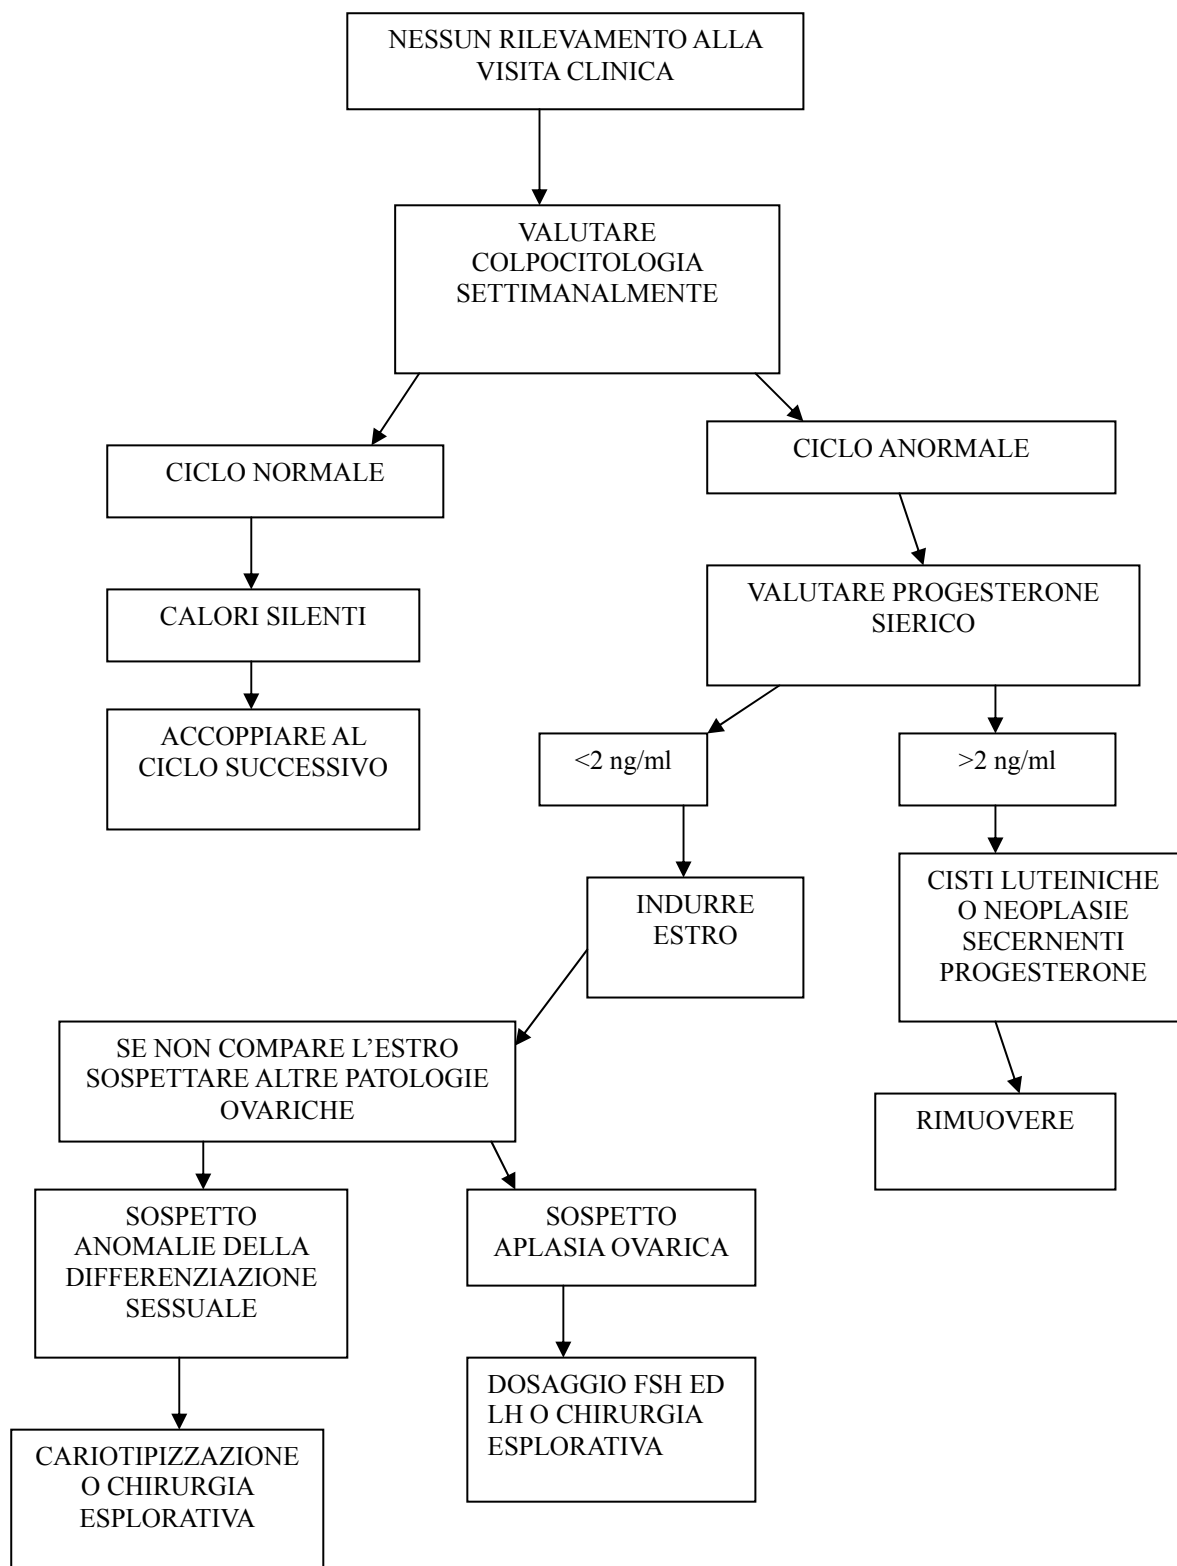 NESSUN RILEVAMENTO ALLA
VISITA CLINICA
VALUTARE
COLPOCITOLOGIA
SETTIMANALMENTE
CICLO NORMALE
CICLO ANORMALE
CALORI SILENTI
VALUTARE PROGESTERONE
SIERICO
ACCOPPIARE AL
CICLO SUCCESSIVO
<2 ng/ml
>2 ng/ml
INDURRE
ESTRO
CISTI LUTEINICHE
O NEOPLASIE
SECERNENTI
PROGESTERONE
SE NON COMPARE L’ESTRO
SOSPETTARE ALTRE PATOLOGIE
OVARICHE
RIMUOVERE
SOSPETTO
ANOMALIE DELLA
DIFFERENZIAZIONE
SESSUALE
SOSPETTO
APLASIA OVARICA
DOSAGGIO FSH ED
LH O CHIRURGIA
ESPLORATIVA
CARIOTIPIZZAZIONE
O CHIRURGIA
ESPLORATIVA